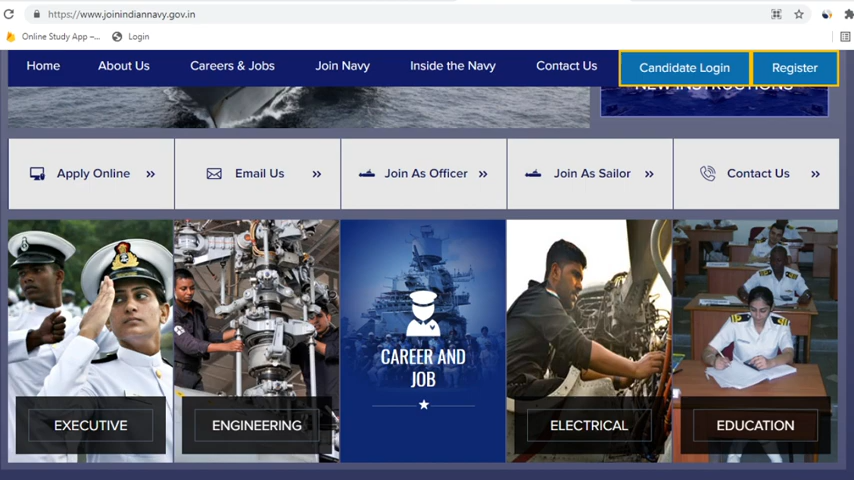 https://www.joinindiannavy.gov.in
Online Study App –...
Login
Home
About Us
Careers & Jobs
Join Navy
Inside the Navy
Contact Us
Candidate Login
Register
NEW INSTRUCTIONS
Apply Online »
Email Us »
Join As Officer »
Join As Sailor »
Contact Us »
EXECUTIVE
ENGINEERING
CAREER AND
JOB
ELECTRICAL
EDUCATION